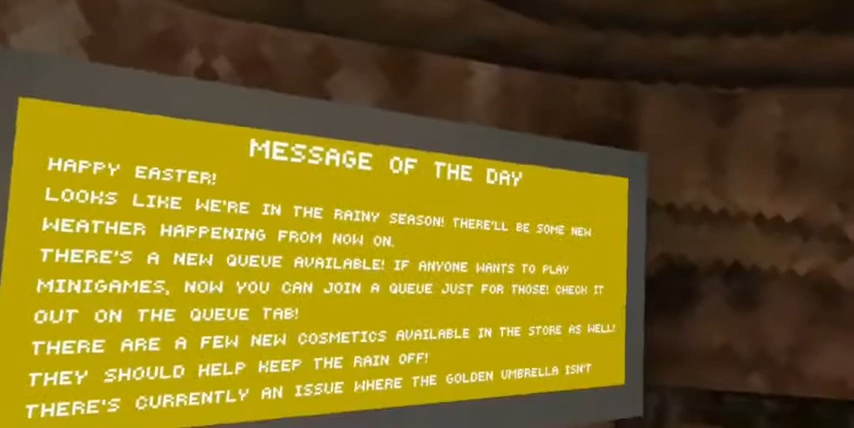 MESSAGE OF THE DAY
HAPPY EASTER!
LOOKS LIKE WE'RE IN THE RAINY SEASON! THERE'LL BE SOME NEW
WEATHER HAPPENING FROM NOW ON.
THERE'S A NEW QUEUE AVAILABLE! IF ANYONE WANTS TO PLAY
MINIGAMES, NOW YOU CAN JOIN A QUEUE JUST FOR THOSE! CHECK IT
OUT ON THE QUEUE TAB!
THERE ARE A FEW NEW COSMETICS AVAILABLE IN THE STORE AS WELL!
THEY SHOULD HELP KEEP THE RAIN OFF!
THERE'S CURRENTLY AN ISSUE WHERE THE GOLDEN UMBRELLA ISN'T